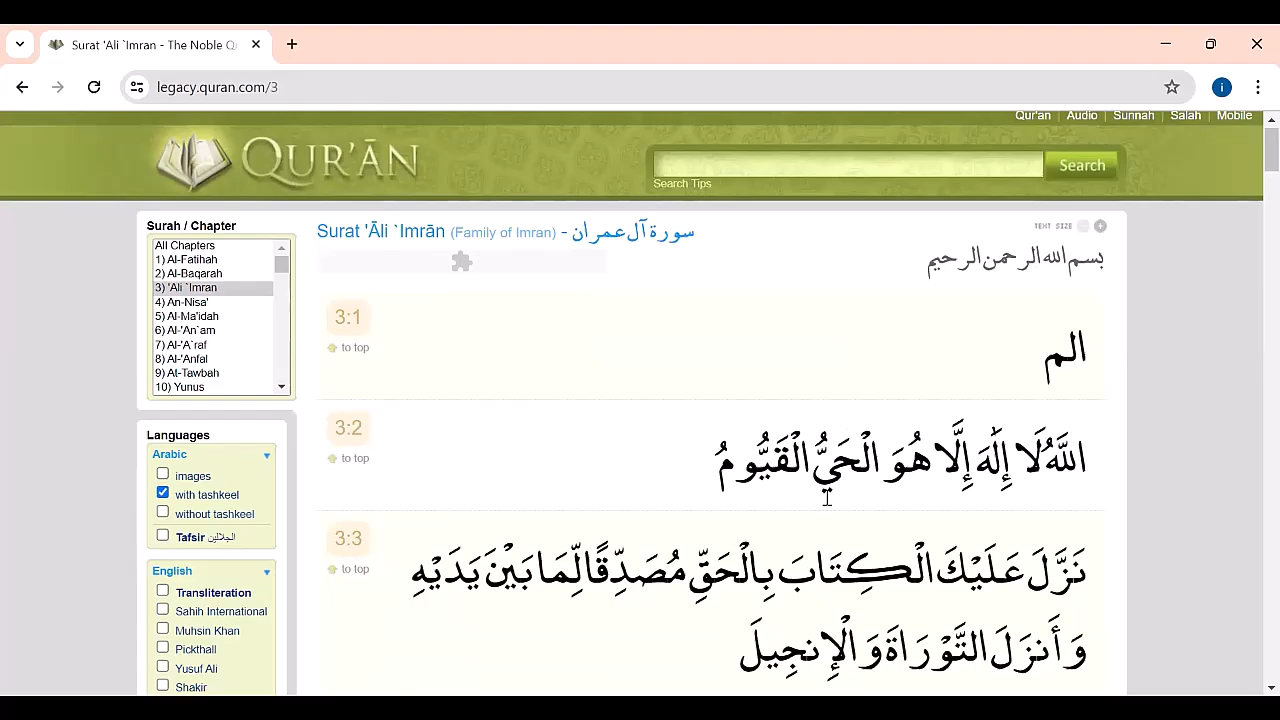 Surat 'Ali `Imran - The Noble Q
legacy.quran.com/3
i
Qur'an | Audio | Sunnah | Salah | Mobile
QUR'ĀN
Search
Search Tips
Surah / Chapter
All Chapters
1) Al-Fatihah
2) Al-Baqarah
3) 'Ali `Imran
4) An-Nisa'
5) Al-Ma'idah
6) Al-'An`am
7) Al-'A`raf
8) Al-'Anfal
9) At-Tawbah
10) Yunus
Languages
Arabic
images
with tashkeel
without tashkeel
Tafsir الجلالين
English
Transliteration
Sahih International
Muhsin Khan
Pickthall
Yusuf Ali
Shakir
Surat 'Āli `Imrān (Family of Imran) - سورة آل عمران
TEXT SIZE
بسم الله الرحمن الرحيم
3:1
to top
الم
3:2
to top
اللَّهُ لَا إِلَٰهَ إِلَّا هُوَ الْحَيُّ الْقَيُّومُ
3:3
to top
نَزَّلَ عَلَيْكَ الْكِتَابَ بِالْحَقِّ مُصَدِّقًا لِّمَا بَيْنَ يَدَيْهِ
وَأَنزَلَ التَّوْرَاةَ وَالْإِنجِيلَ